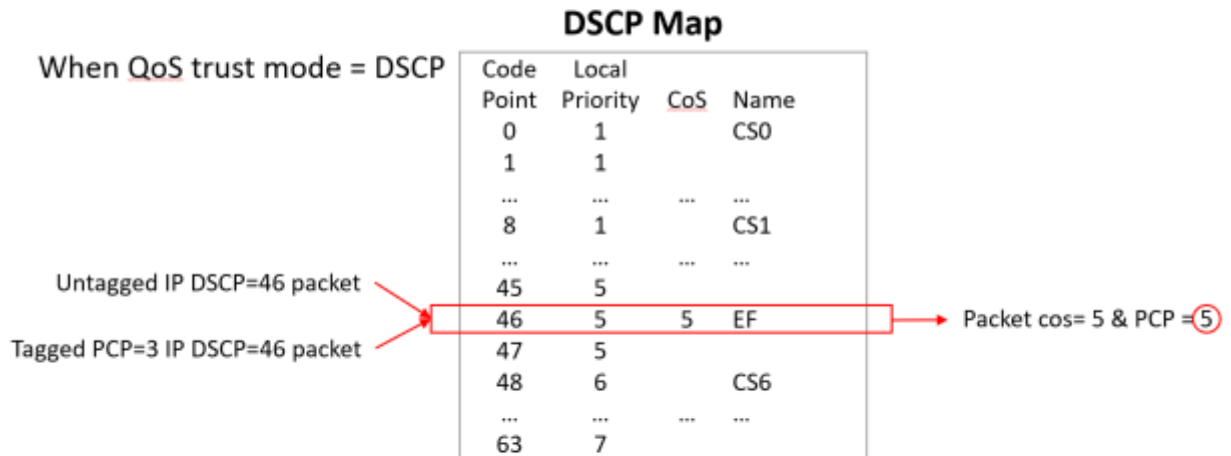 DSCP Map
When QoS trust mode = DSCP
Code Local
Point Priority CoS Name
0 1 CS0
1 1
... ... ... ...
8 1 CS1
... ... ... ...
Untagged IP DSCP=46 packet
45 5
46 5 5 EF
Packet cos= 5 & PCP = 5
Tagged PCP=3 IP DSCP=46 packet
47 5
48 6 CS6
... ... ... ...
63 7